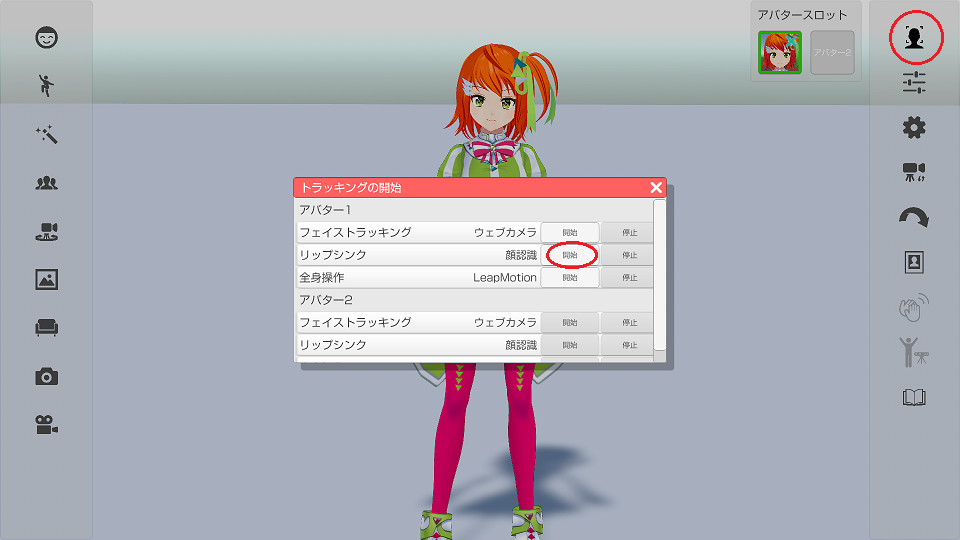 アバタースロット
アバター2
トラッキングの開始
アバター1
フェイストラッキング ウェブカメラ 開始 停止
リップシンク 顔認識 開始 停止
全身操作 LeapMotion 開始 停止
アバター2
フェイストラッキング ウェブカメラ 開始 停止
リップシンク 顔認識 開始 停止